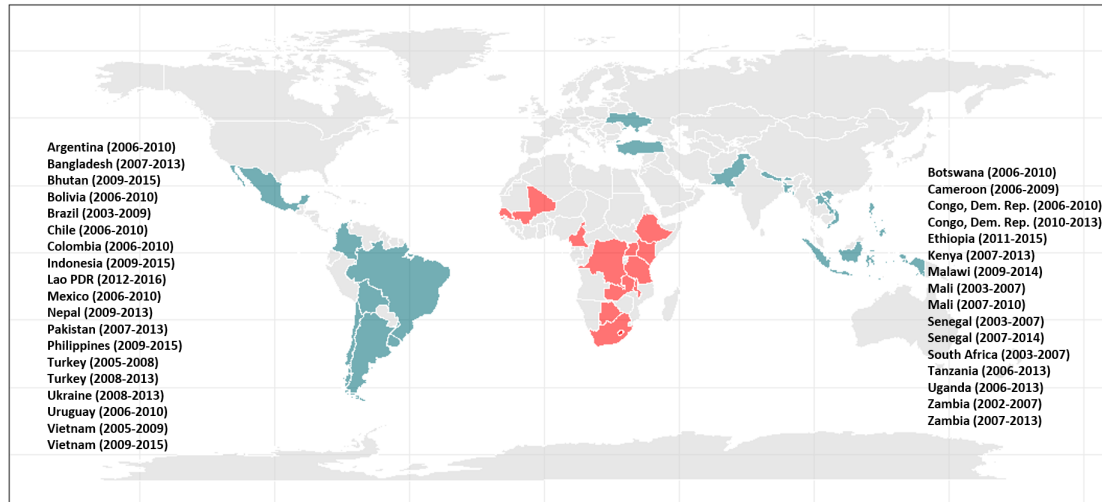 Argentina (2006-2010)
Bangladesh (2007-2013)
Bhutan (2009-2015)
Bolivia (2006-2010)
Brazil (2003-2009)
Chile (2006-2010)
Colombia (2006-2010)
Indonesia (2009-2015)
Lao PDR (2012-2016)
Mexico (2006-2010)
Nepal (2009-2013)
Pakistan (2007-2013)
Philippines (2009-2015)
Turkey (2005-2008)
Turkey (2008-2013)
Ukraine (2008-2013)
Uruguay (2006-2010)
Vietnam (2005-2009)
Vietnam (2009-2015)
Botswana (2006-2010)
Cameroon (2006-2009)
Congo, Dem. Rep. (2006-2010)
Congo, Dem. Rep. (2010-2013)
Ethiopia (2011-2015)
Kenya (2007-2013)
Malawi (2009-2014)
Mali (2003-2007)
Mali (2007-2010)
Senegal (2003-2007)
Senegal (2007-2014)
South Africa (2003-2007)
Tanzania (2006-2013)
Uganda (2006-2013)
Zambia (2002-2007)
Zambia (2007-2013)